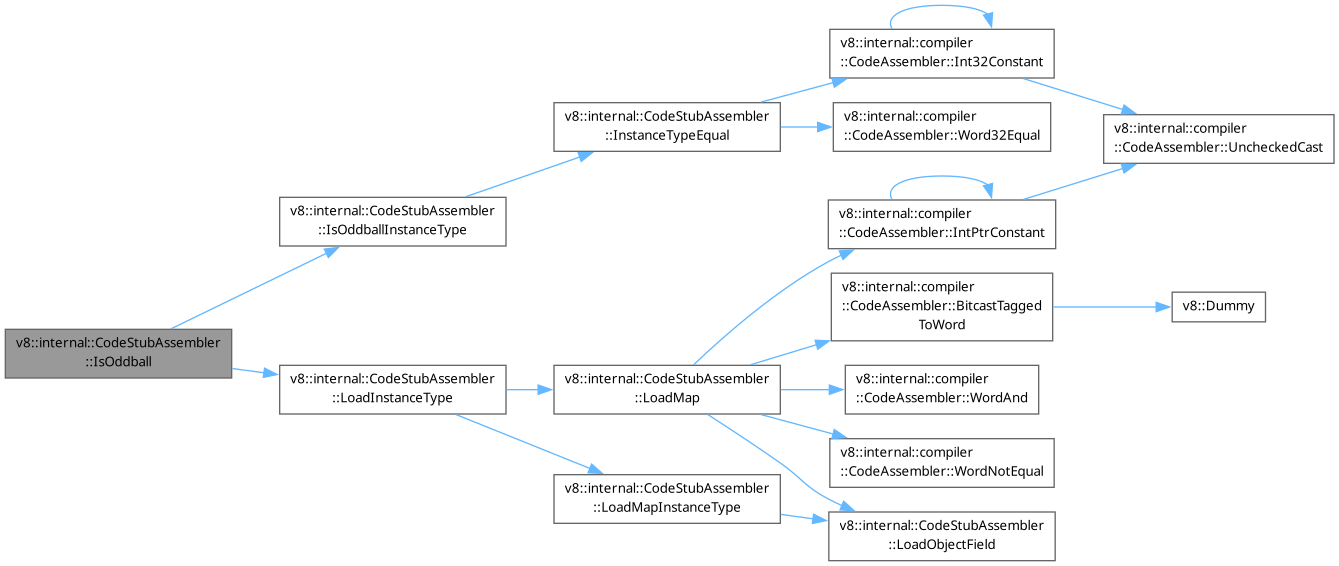 v8::internal::compiler
::CodeAssembler::Int32Constant
v8::internal::CodeStubAssembler
::InstanceTypeEqual
v8::internal::compiler
::CodeAssembler::Word32Equal
v8::internal::compiler
::CodeAssembler::UncheckedCast
v8::internal::CodeStubAssembler
::IsOddballInstanceType
v8::internal::compiler
::CodeAssembler::IntPtrConstant
v8::internal::compiler
::CodeAssembler::BitcastTagged
ToWord
v8::Dummy
v8::internal::CodeStubAssembler
::IsOddball
v8::internal::CodeStubAssembler
::LoadInstanceType
v8::internal::CodeStubAssembler
::LoadMap
v8::internal::compiler
::CodeAssembler::WordAnd
v8::internal::compiler
::CodeAssembler::WordNotEqual
v8::internal::CodeStubAssembler
::LoadMapInstanceType
v8::internal::CodeStubAssembler
::LoadObjectField